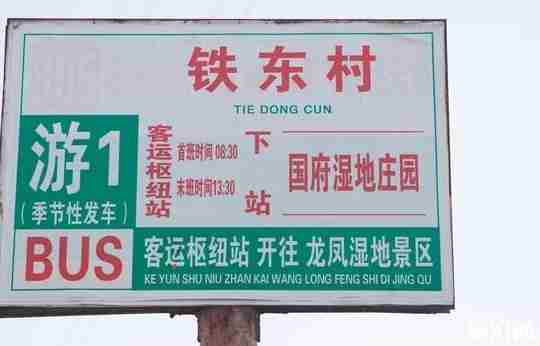 铁东村
TIE DONG CUN
游1
(季节性发车)
客运枢纽站
首班时间 08:30
末班时间13:30
下站
国府湿地庄园
BUS
客运枢纽站 开往 龙凤湿地景区
KE YUN SHU NIU ZHAN KAI WANG LONG FENG SHI DI JING QU